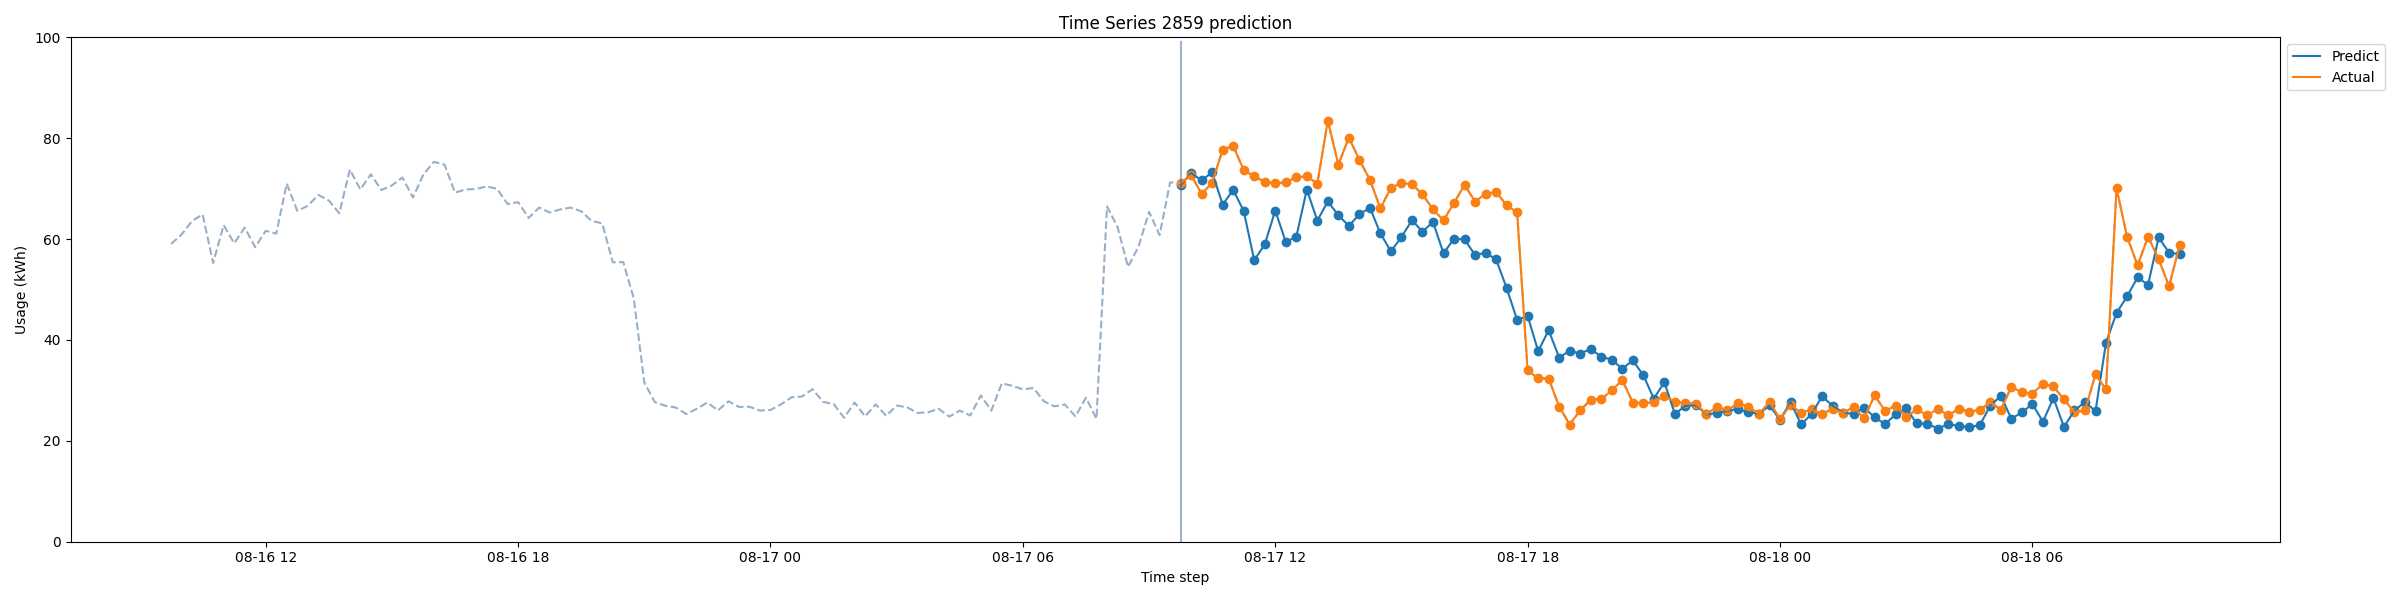 Time Series 2859 prediction
100
80
60
40
20
0
Usage (kWh)
08-16 12
08-16 18
08-17 00
08-17 06
08-17 12
08-17 18
08-18 00
08-18 06
Time step
Predict
Actual